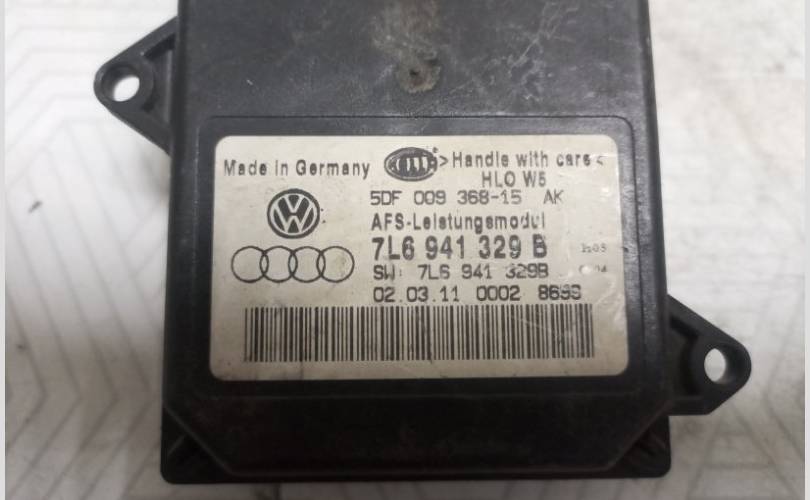 Made in Germany
>Handle with care<
HLO W5
5DF 009 368-15 AK
AFS-Leistungsmodul
7L6 941 329 B
SW: 7L6 941 329B
02.03.11 0002